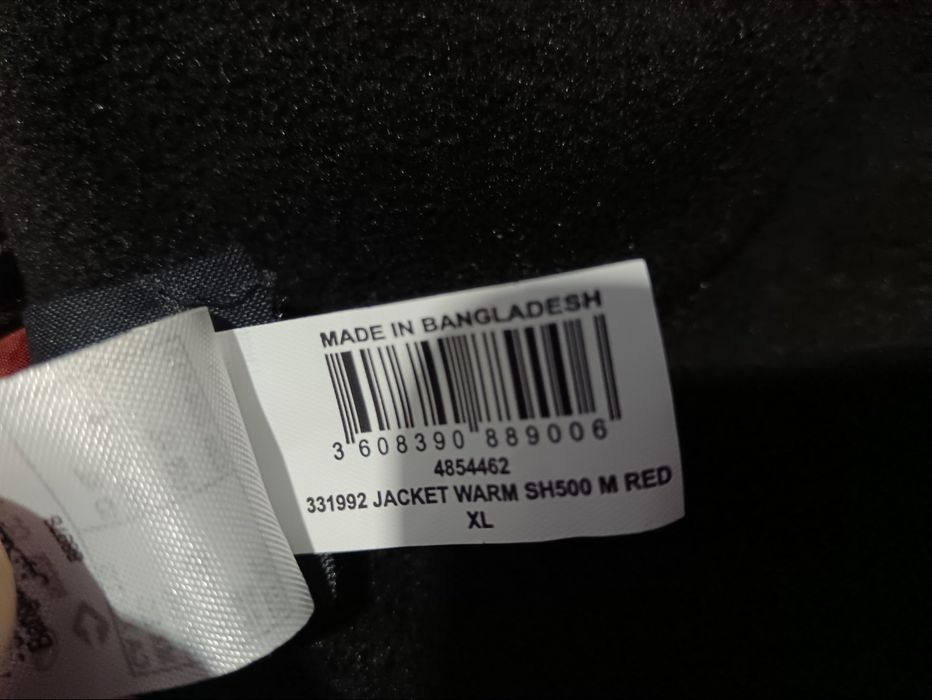 MADE IN BANGLADESH
3 608390 889006
4854462
331992 JACKET WARM SH500 M RED
XL